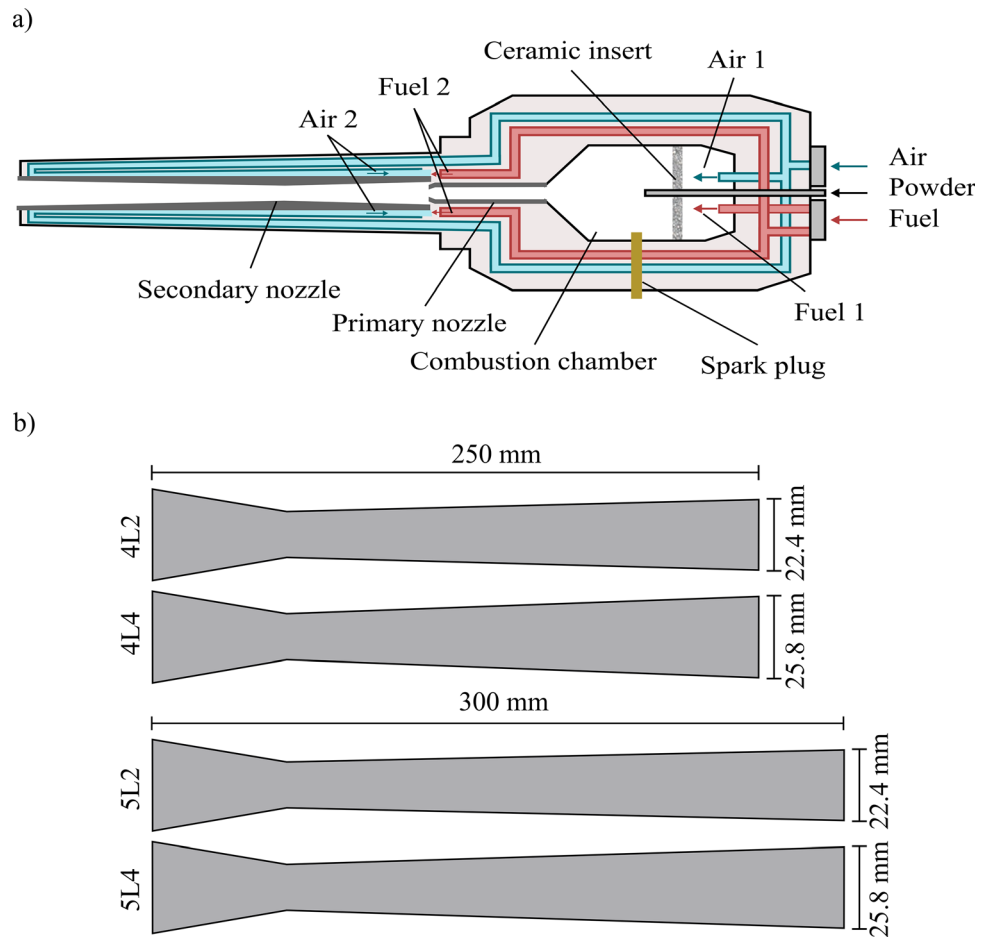 a)
Ceramic insert
Air 1
Fuel 2
Air 2
Air
Powder
Fuel
Secondary nozzle
Primary nozzle
Combustion chamber
Spark plug
Fuel 1
b)
250 mm
4L2
22.4 mm
4L4
25.8 mm
300 mm
5L2
22.4 mm
5L4
25.8 mm